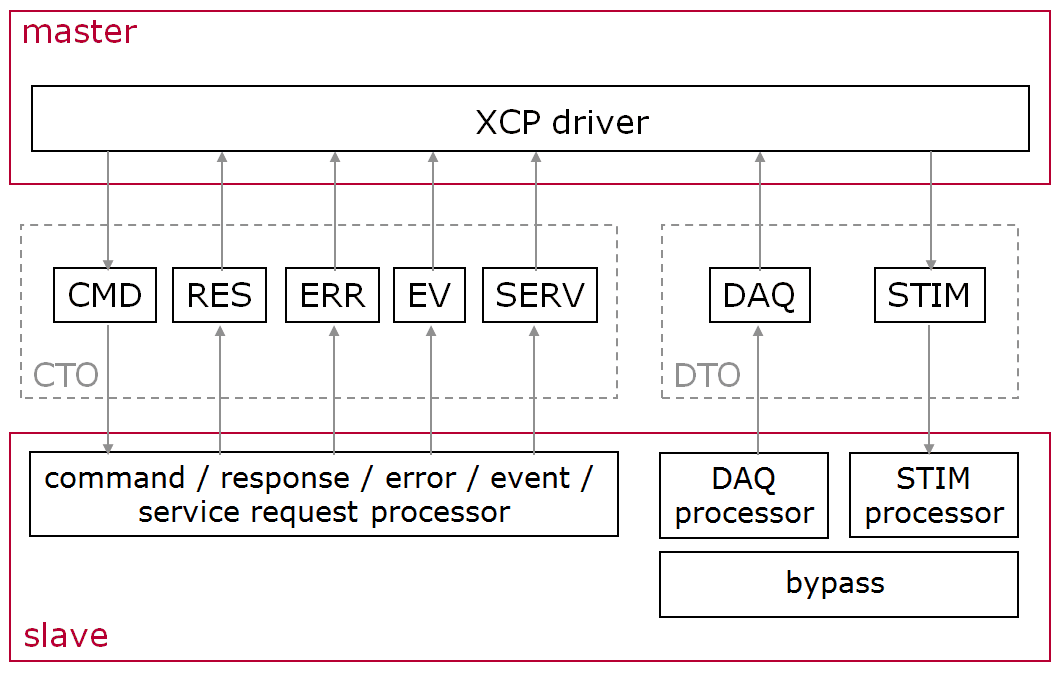 master
XCP driver
CMD
RES
ERR
EV
SERV
DAQ
STIM
CTO
DTO
command / response / error / event /
service request processor
DAQ
processor
STIM
processor
bypass
slave